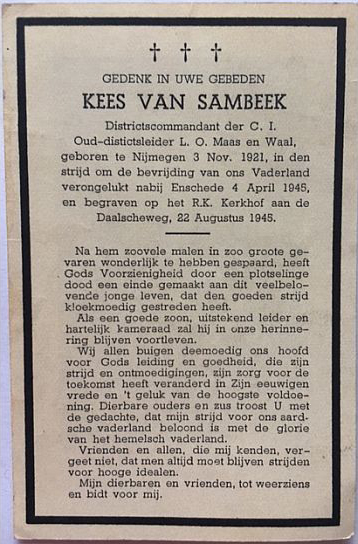 † † †
GEDENK IN UWE GEBEDEN
KEES VAN SAMBEEK
Districtscommandant der C. I.
Oud-distictsleider L. O. Maas en Waal,
geboren te Nijmegen 3 Nov. 1921, in den
strijd om de bevrijding van ons Vaderland
verongelukt nabij Enschede 4 April 1945,
en begraven op het R.K. Kerkhof aan de
Daalscheweg, 22 Augustus 1945.
Na hem zoovele malen in zoo groote ge-
varen wonderlijk te hebben gespaard, heeft
Gods Voorzienigheid door een plotselinge
dood een einde gemaakt aan dit veelbelo-
vende jonge leven, dat den goeden strijd
kloekmoedig gestreden heeft.
Als een goede zoon, uitstekend leider en
hartelijk kameraad zal hij in onze herinne-
ring blijven voortleven.
Wij allen buigen deemoedig ons hoofd
voor Gods leiding en goedheid, die zijn
strijd en ontmoedigingen, zijn zorg voor de
toekomst heeft veranderd in Zijn eeuwigen
vrede en 't geluk van de hoogste voldoe-
ning. Dierbare ouders en zus troost U met
de gedachte, dat mijn strijd voor ons aard-
sche vaderland beloond is met de glorie
van het hemelsch vaderland.
Vrienden en allen, die mij kenden, ver-
geet niet, dat men altijd moet blijven strijden
voor hooge idealen.
Mijn dierbaren en vrienden, tot weerziens
en bidt voor mij.